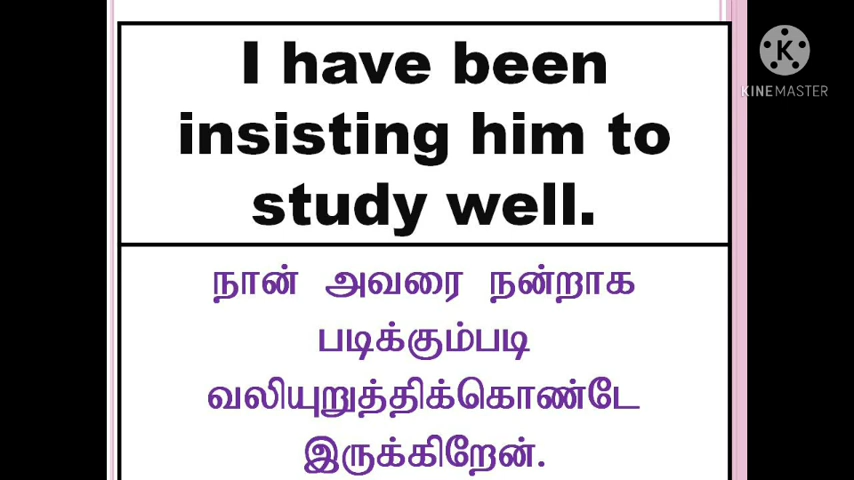 I have been
insisting him to
study well.
நான் அவரை நன்றாக
படிக்கும்படி
வலியுறுத்திக்கொண்டே
இருக்கிறேன்.
K
KINEMASTER